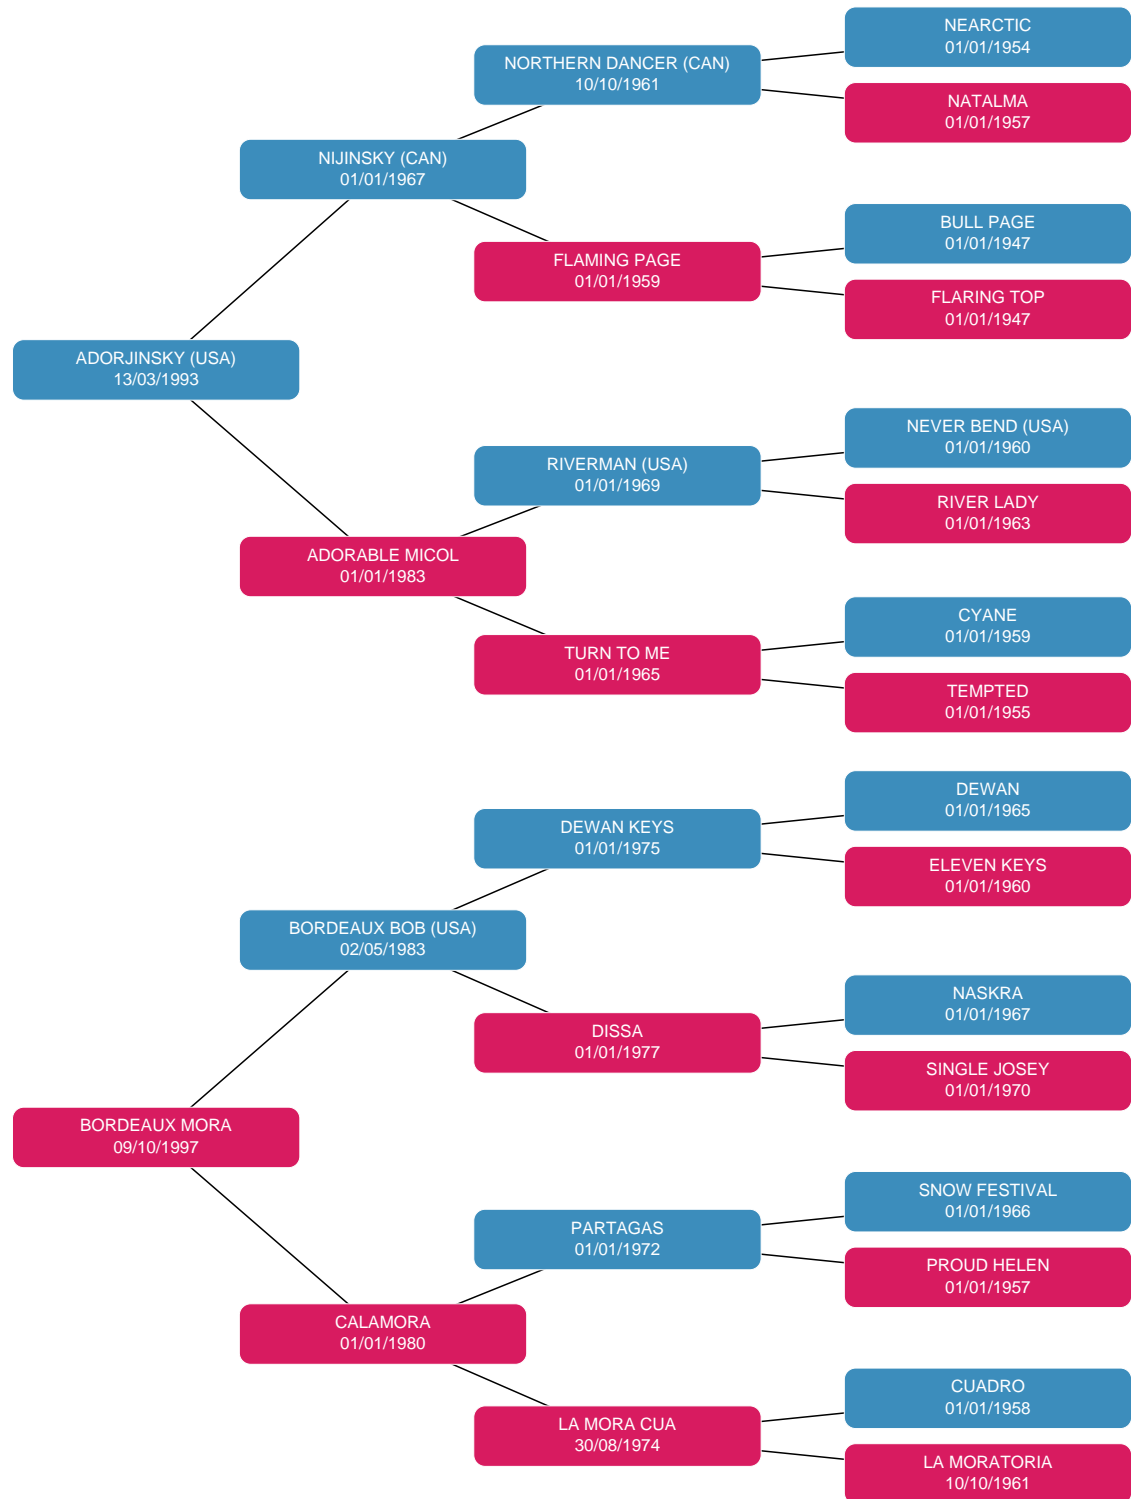 NEARCTIC
01/01/1954
NORTHERN DANCER (CAN)
10/10/1961
NATALMA
01/01/1957
NIJINSKY (CAN)
01/01/1967
BULL PAGE
01/01/1947
FLAMING PAGE
01/01/1959
FLARING TOP
01/01/1947
ADORJINSKY (USA)
13/03/1993
NEVER BEND (USA)
01/01/1960
RIVERMAN (USA)
01/01/1969
RIVER LADY
01/01/1963
ADORABLE MICOL
01/01/1983
CYANE
01/01/1959
TURN TO ME
01/01/1965
TEMPTED
01/01/1955
DEWAN
01/01/1965
DEWAN KEYS
01/01/1975
ELEVEN KEYS
01/01/1960
BORDEAUX BOB (USA)
02/05/1983
NASKRA
01/01/1967
DISSA
01/01/1977
SINGLE JOSEY
01/01/1970
BORDEAUX MORA
09/10/1997
SNOW FESTIVAL
01/01/1966
PARTAGAS
01/01/1972
PROUD HELEN
01/01/1957
CALAMORA
01/01/1980
CUADRO
01/01/1958
LA MORA CUA
30/08/1974
LA MORATORIA
10/10/1961